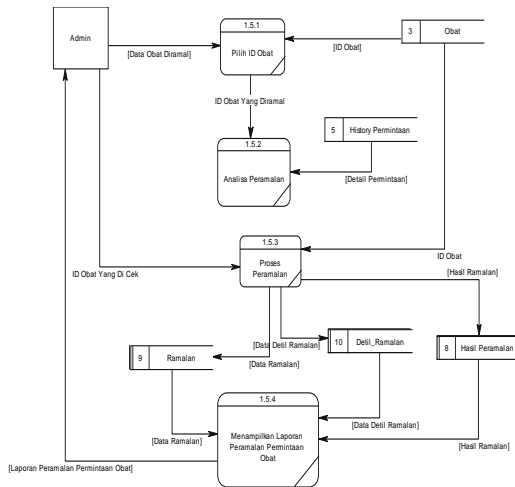 1.5.1
Admin
Pilih ID Obat
3 Obat
[Data Obat Diramal]
[ID Obat]
ID Obat Yang Diramal
5 History Permintaan
1.5.2
Analisa Peramalan
[Detail Permintaan]
1.5.3
Proses
Peramalan
ID Obat
ID Obat Yang Di Cek
[Hasil Ramalan]
[Data Detil Ramalan]
10 Detil_Ramalan
8 Hasil Peramalan
9 Ramalan
[Data Ramalan]
1.5.4
Menampilkan Laporan
Peramalan Permintaan
Obat
[Data Detil Ramalan]
[Data Ramalan]
[Hasil Ramalan]
[Laporan Peramalan Permintaan Obat]